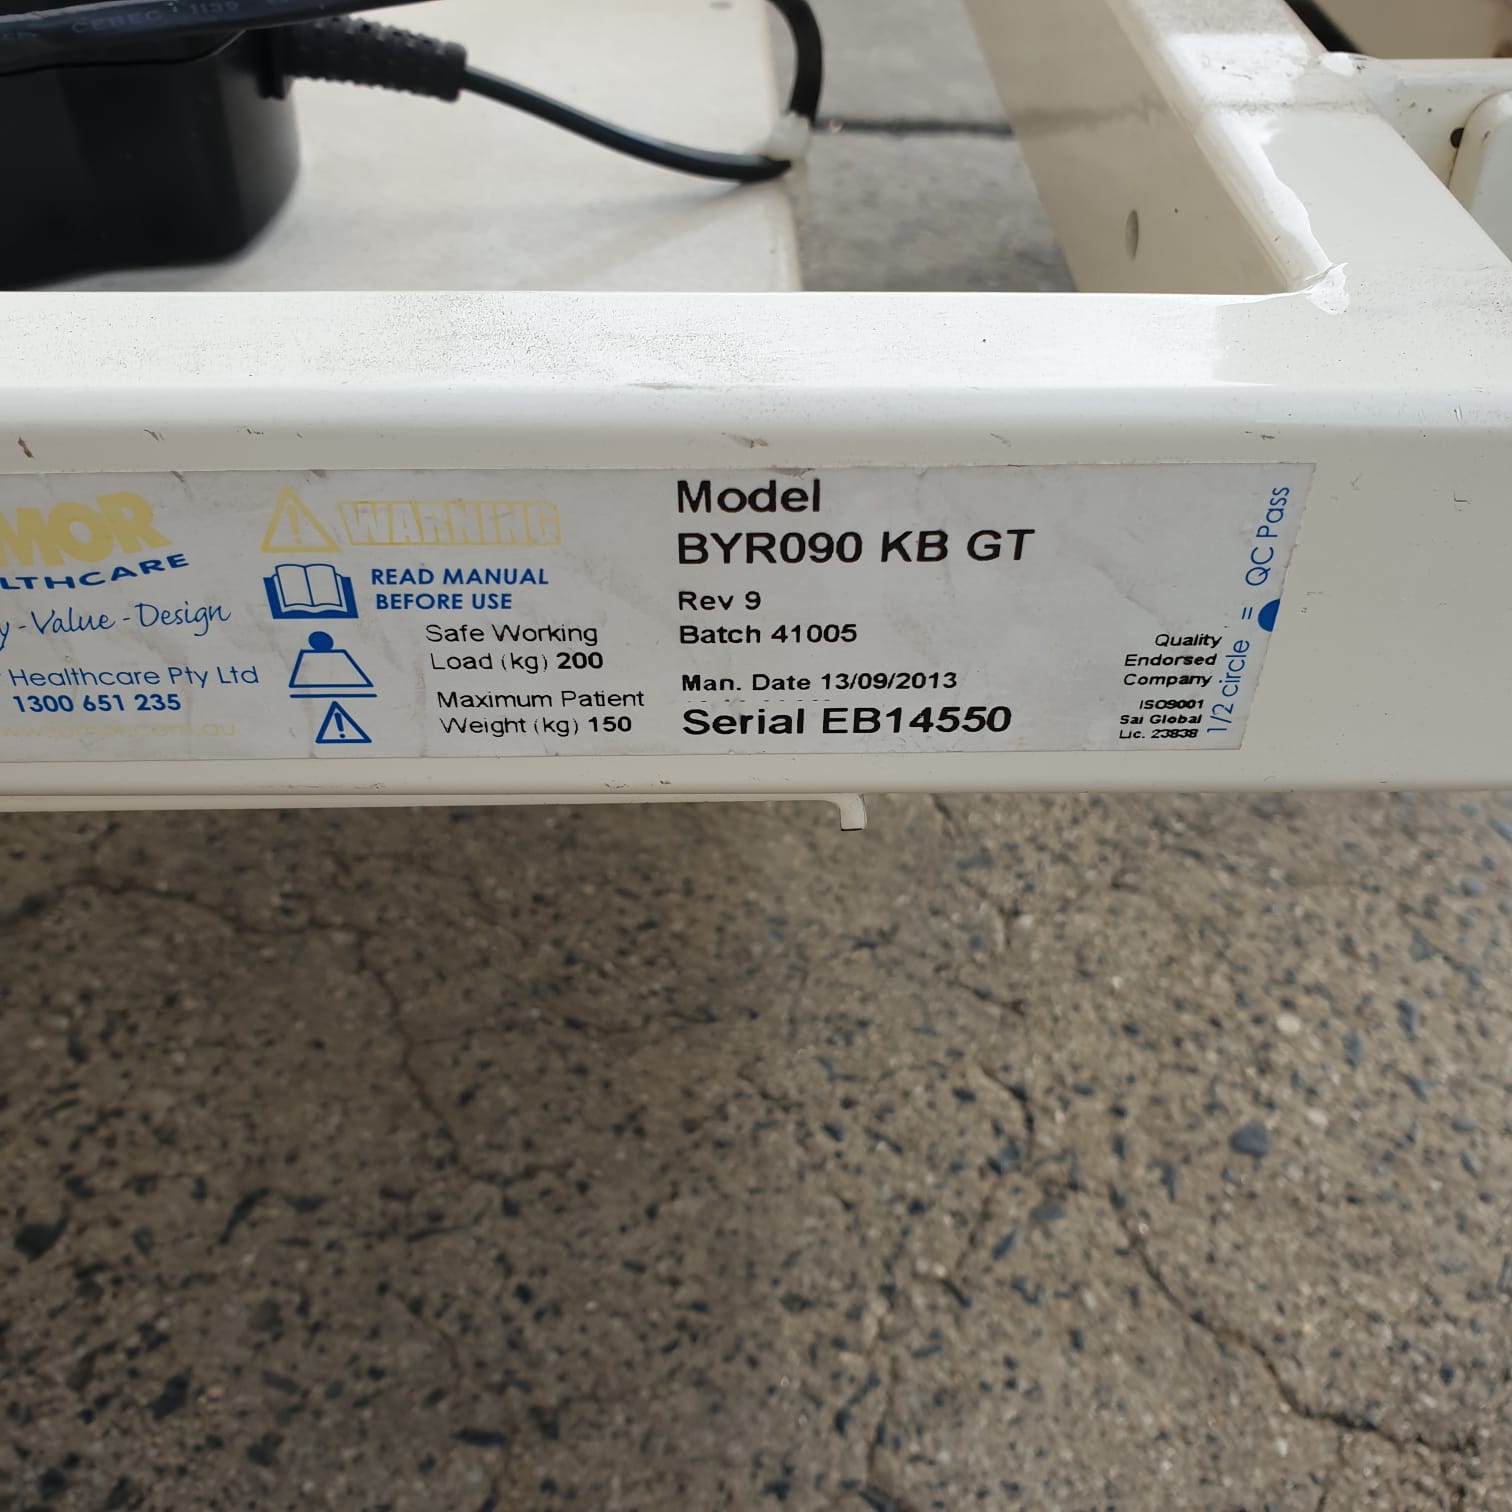 CEBEC 1139
MOR
LTHCARE
y - Value - Design
Healthcare Pty Ltd
1300 651 235
WARNING
READ MANUAL
BEFORE USE
Safe Working
Load (kg) 200
Maximum Patient
Weight (kg) 150
Model
BYR090 KB GT
Rev 9
Batch 41005
Man. Date 13/09/2013
Serial EB14550
Quality
Endorsed
Company
ISO9001
Sai Global
Lic. 23838
1/2 circle = QC Pass